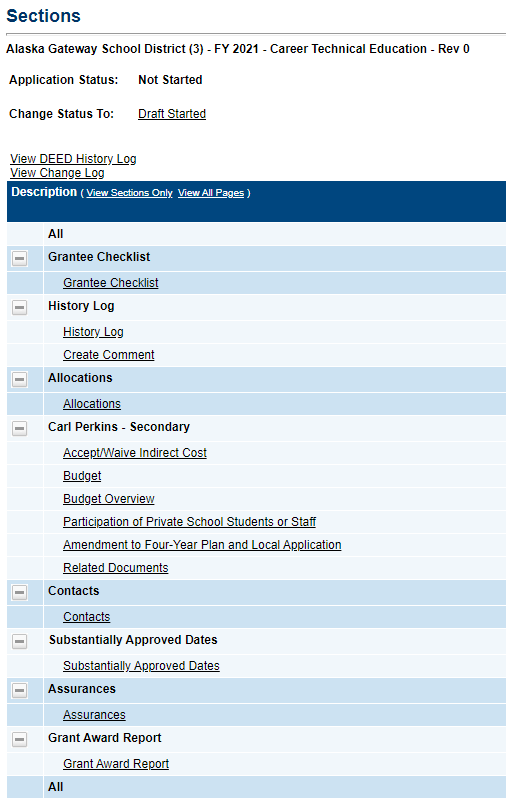 Sections
Alaska Gateway School District (3) - FY 2021 - Career Technical Education - Rev 0
Application Status: Not Started
Change Status To: Draft Started
View DEED History Log
View Change Log
Description ( View Sections Only View All Pages )
All
Grantee Checklist
Grantee Checklist
History Log
History Log
Create Comment
Allocations
Allocations
Carl Perkins - Secondary
Accept/Waive Indirect Cost
Budget
Budget Overview
Participation of Private School Students or Staff
Amendment to Four-Year Plan and Local Application
Related Documents
Contacts
Contacts
Substantially Approved Dates
Substantially Approved Dates
Assurances
Assurances
Grant Award Report
Grant Award Report
All